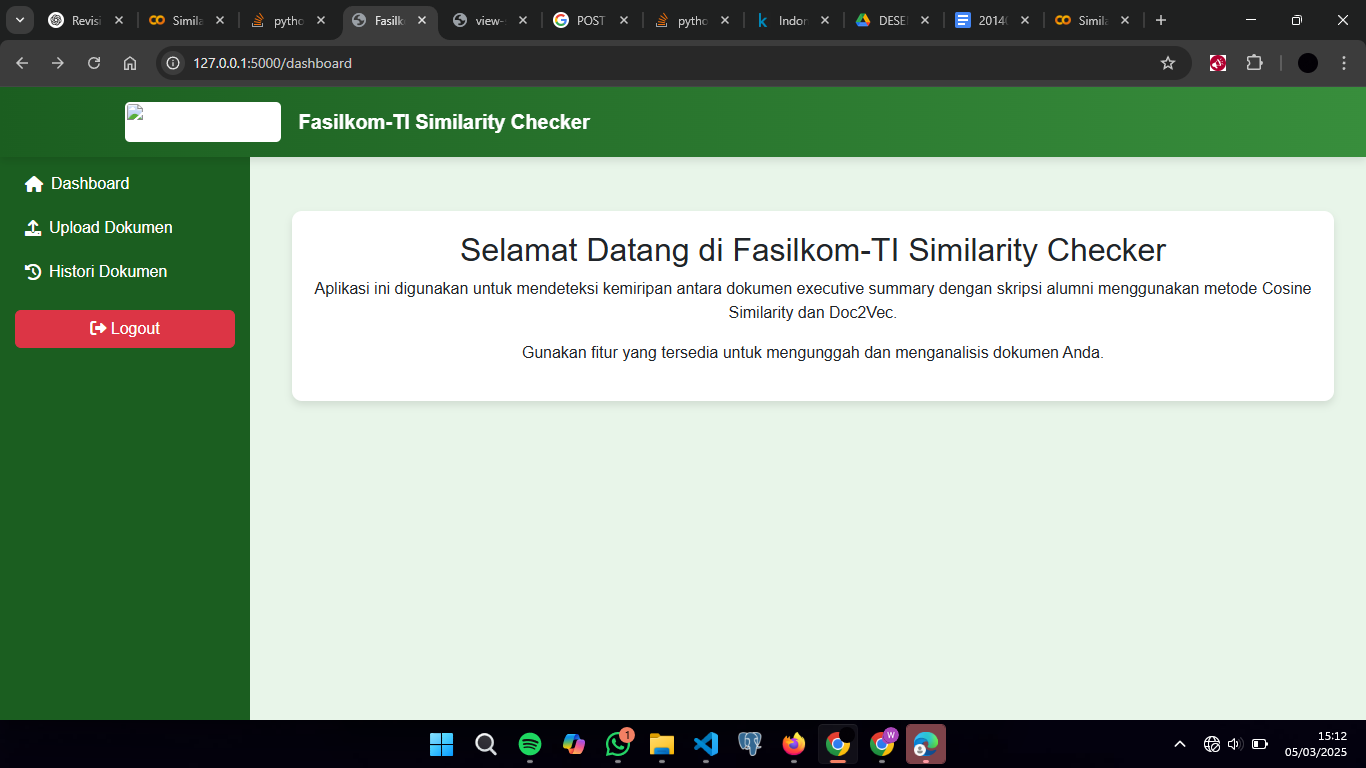 Revisi
Simila
pytho
Fasilk
view-
POST
pytho
Indor
DESE
2014
Simila
127.0.0.1:5000/dashboard
Fasilkom-TI Similarity Checker
Dashboard
Upload Dokumen
Histori Dokumen
Logout
Selamat Datang di Fasilkom-TI Similarity Checker
Aplikasi ini digunakan untuk mendeteksi kemiripan antara dokumen executive summary dengan skripsi alumni menggunakan metode Cosine
Similarity dan Doc2Vec.
Gunakan fitur yang tersedia untuk mengunggah dan menganalisis dokumen Anda.
1
W
15:12
05/03/2025